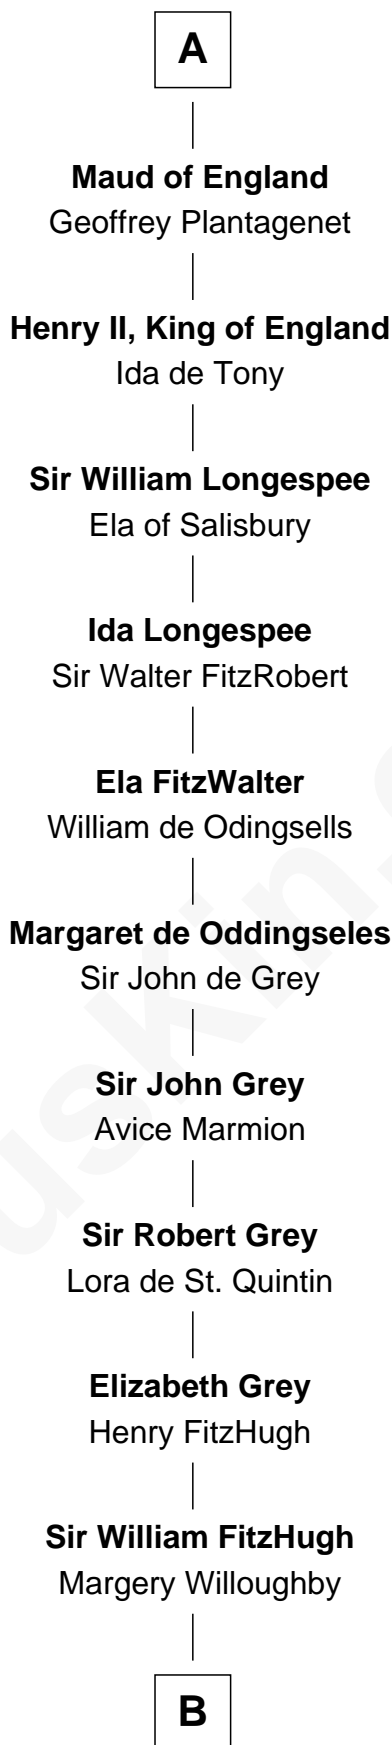 A
Maud of England
Geoffrey Plantagenet
Henry II, King of England
Ida de Tony
Sir William Longespee
Ela of Salisbury
Ida Longespee
Sir Walter FitzRobert
Ela FitzWalter
William de Odingsells
Margaret de Oddingseles
Sir John de Grey
Sir John Grey
Avice Marmion
Sir Robert Grey
Lora de St. Quintin
Elizabeth Grey
Henry FitzHugh
Sir William FitzHugh
Margery Willoughby
B